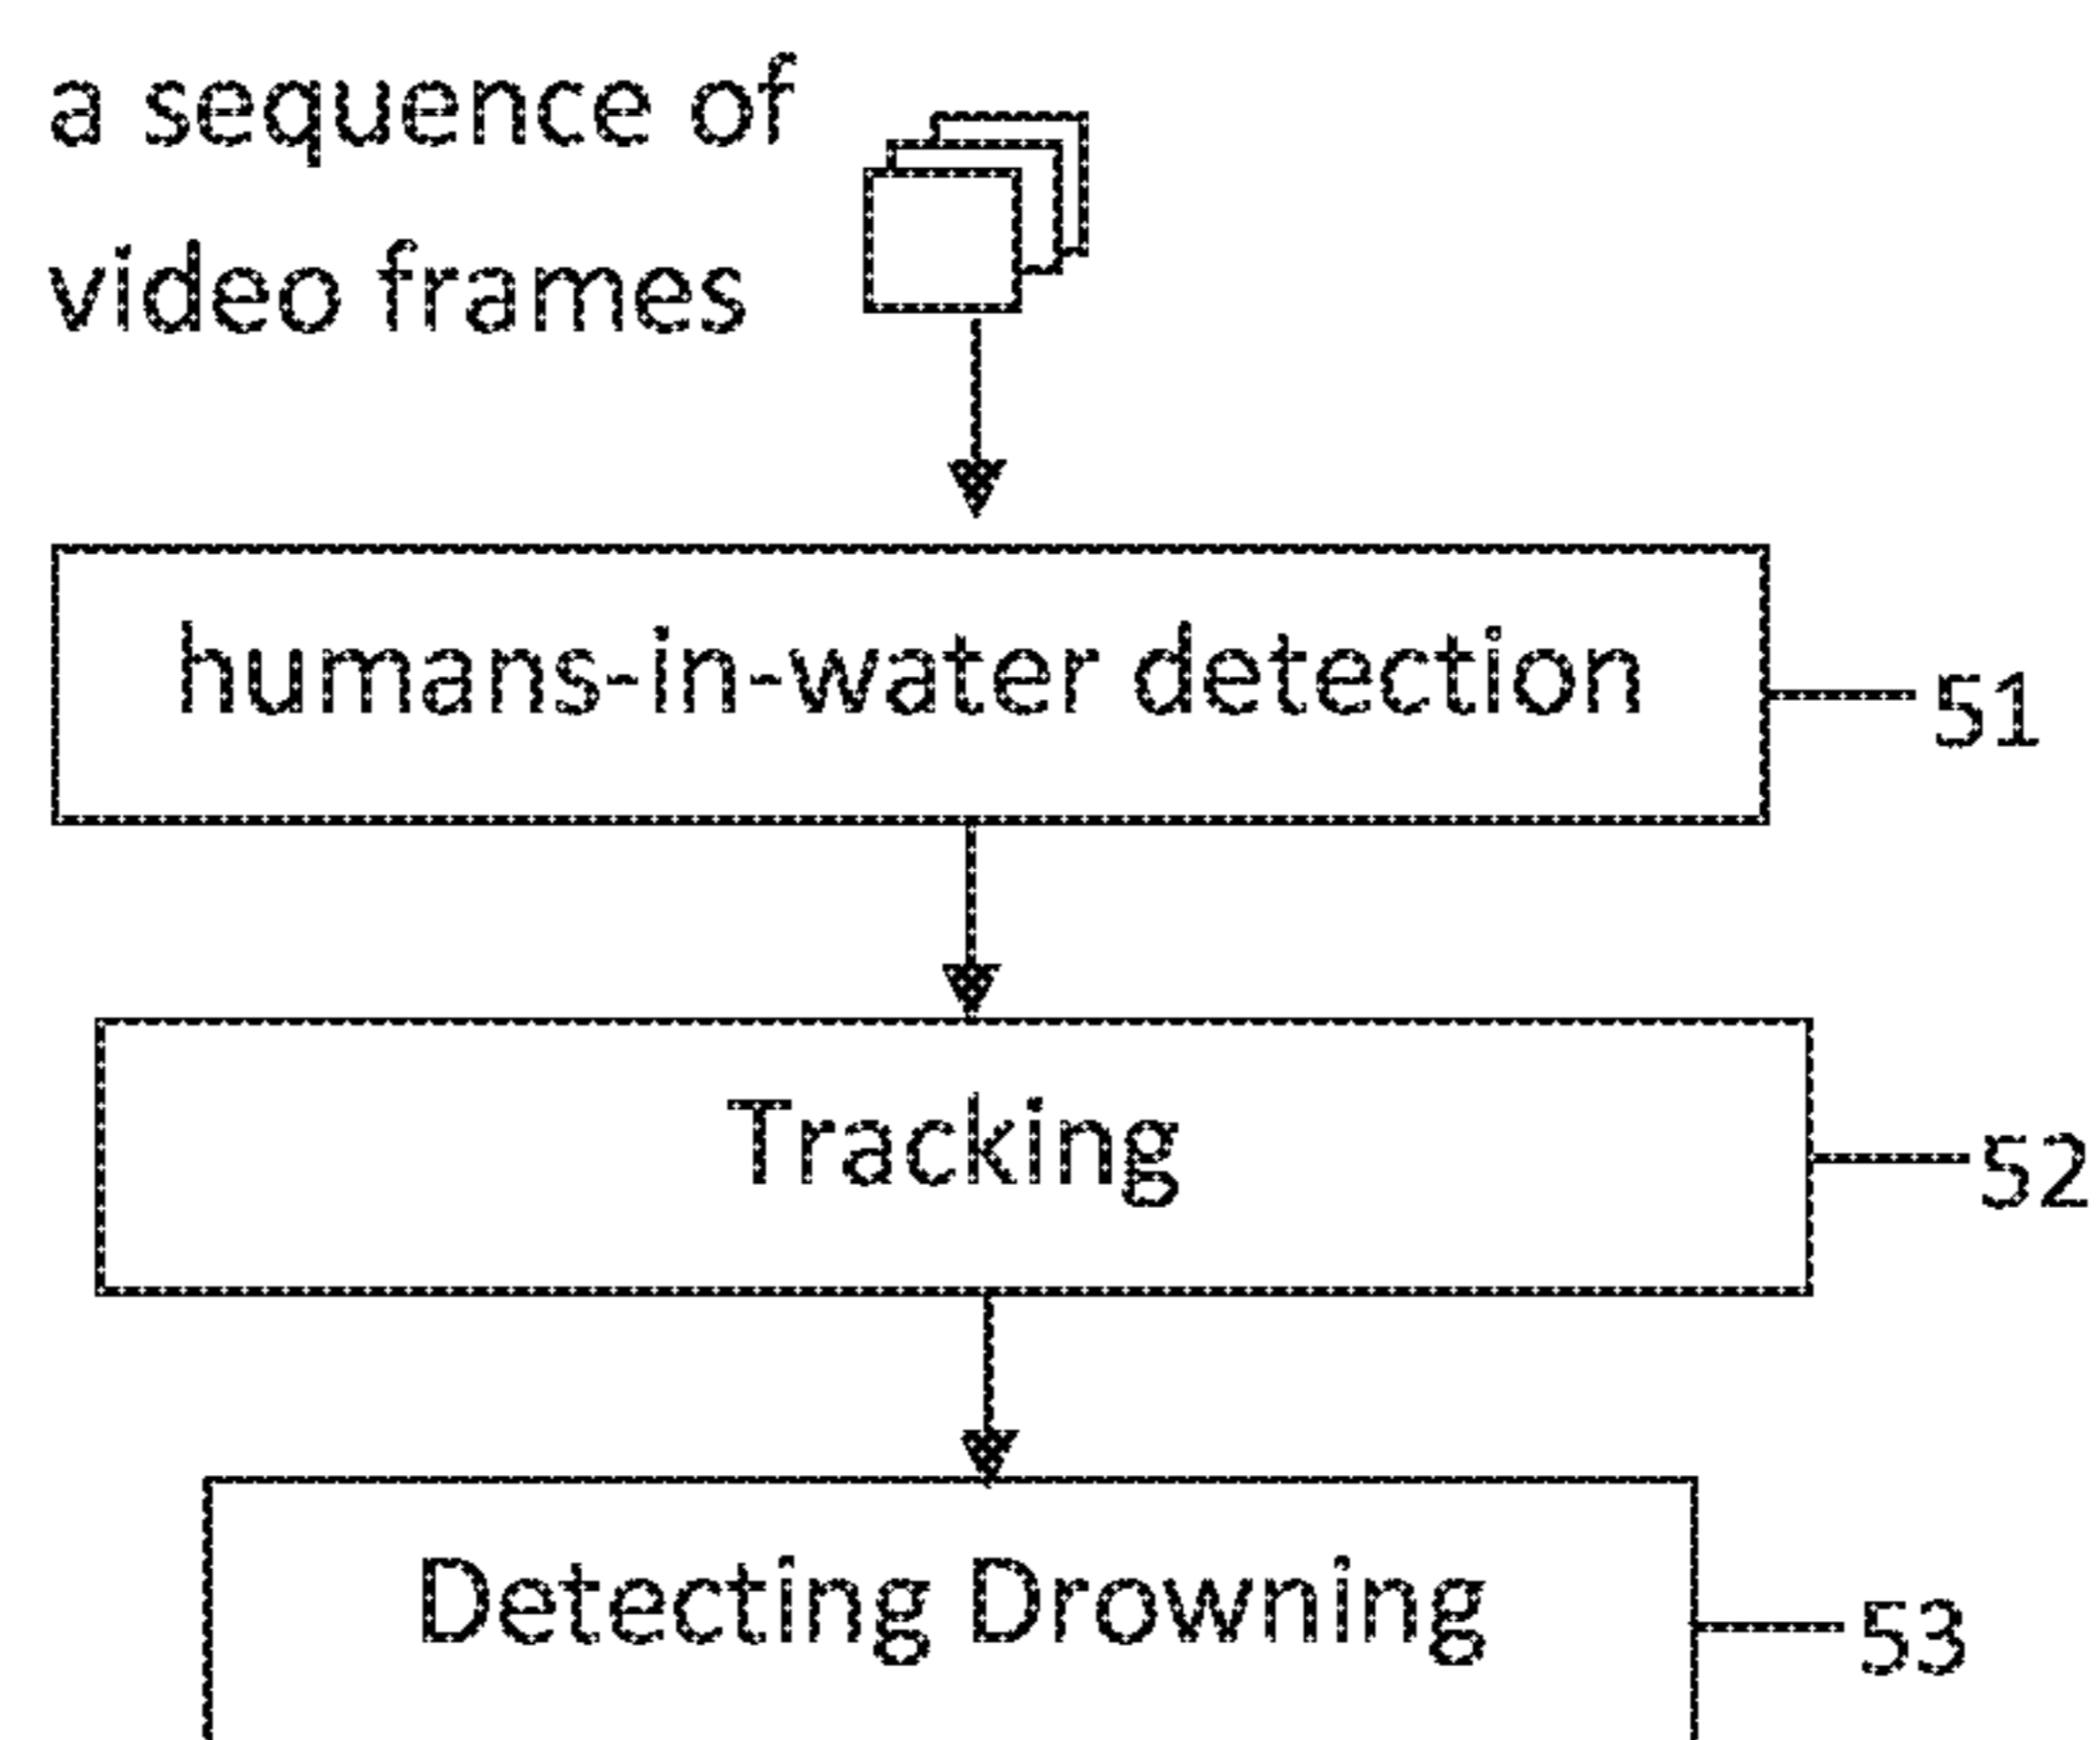 a sequence of
video frames
humans-in-water detection
51
Tracking
52
Detecting Drowning
53